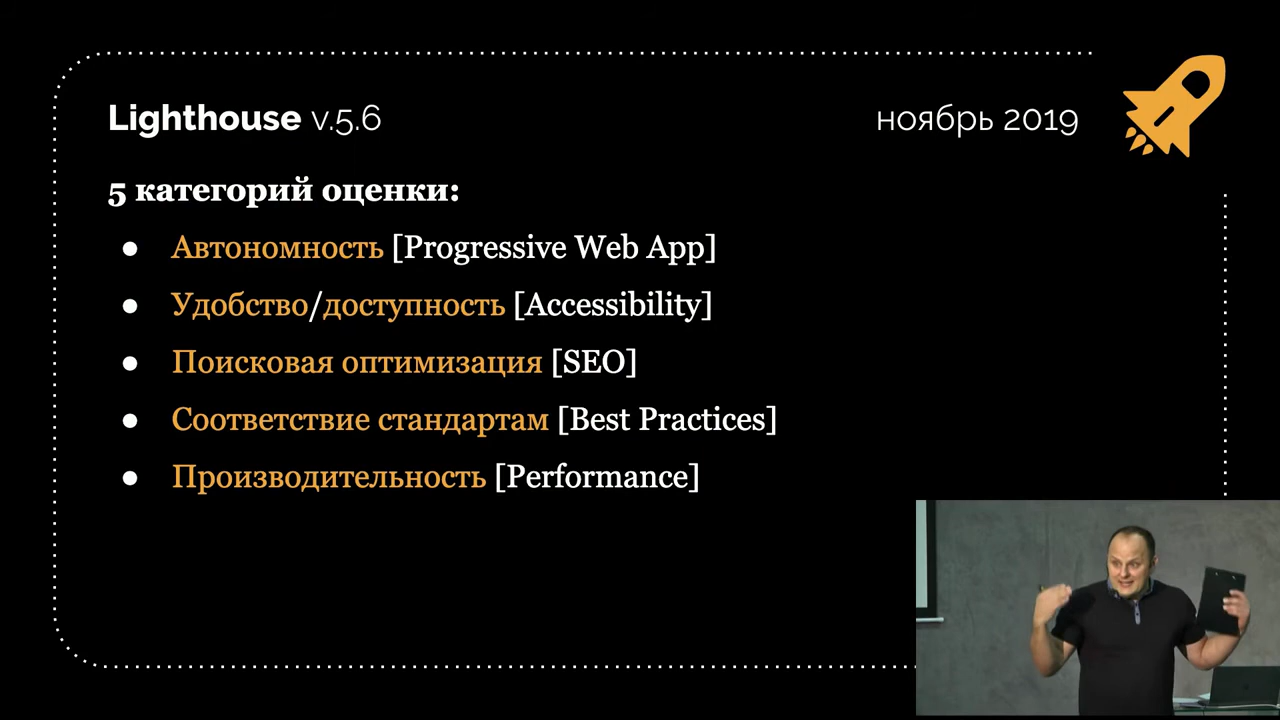 Lighthouse v.5.6
ноябрь 2019
5 категорий оценки:
● Автономность [Progressive Web App]
● Удобство/доступность [Accessibility]
● Поисковая оптимизация [SEO]
● Соответствие стандартам [Best Practices]
● Производительность [Performance]